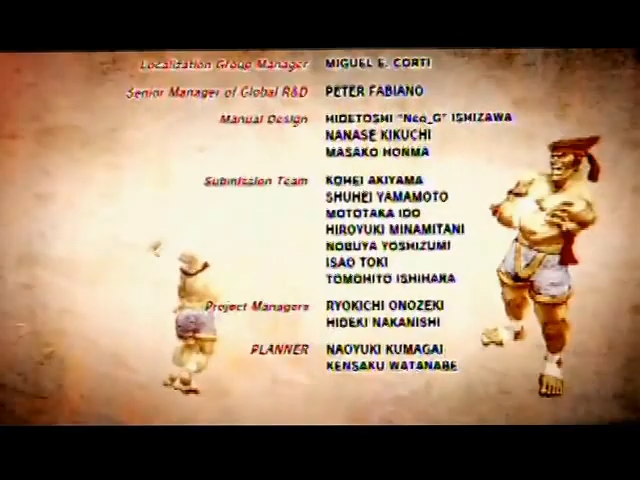 Localization Group Manager MIGUEL E. CORTI
Senior Manager of Global R&D PETER FABIANO
Manual Design HIDETOSHI "Neo_G" ISHIZAWA
NANASE KIKUCHI
MASAKO HONMA
Submission Team KOHEI AKIYAMA
SHUHEI YAMAMOTO
MOTOTAKA IDO
HIROYUKI MINAMITANI
NOBUYA YOSHIZUMI
ISAO TOKI
TOMOHITO ISHIHARA
Project Managers RYOKICHI ONOZEKI
HIDEKI NAKANISHI
PLANNER NAOYUKI KUMAGAI
KENSAKU WATANABE